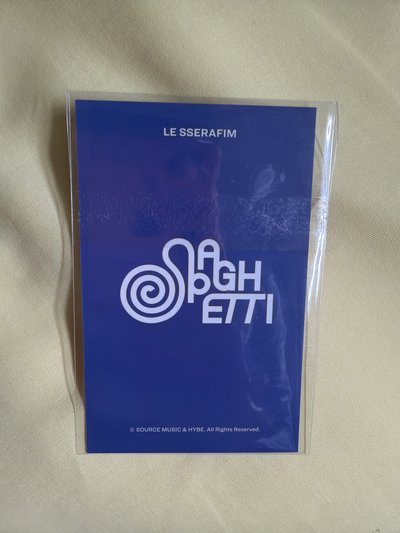 LE SSERAFIM
SPAGH
ETTI
© SOURCE MUSIC & HYBE. All Rights Reserved.